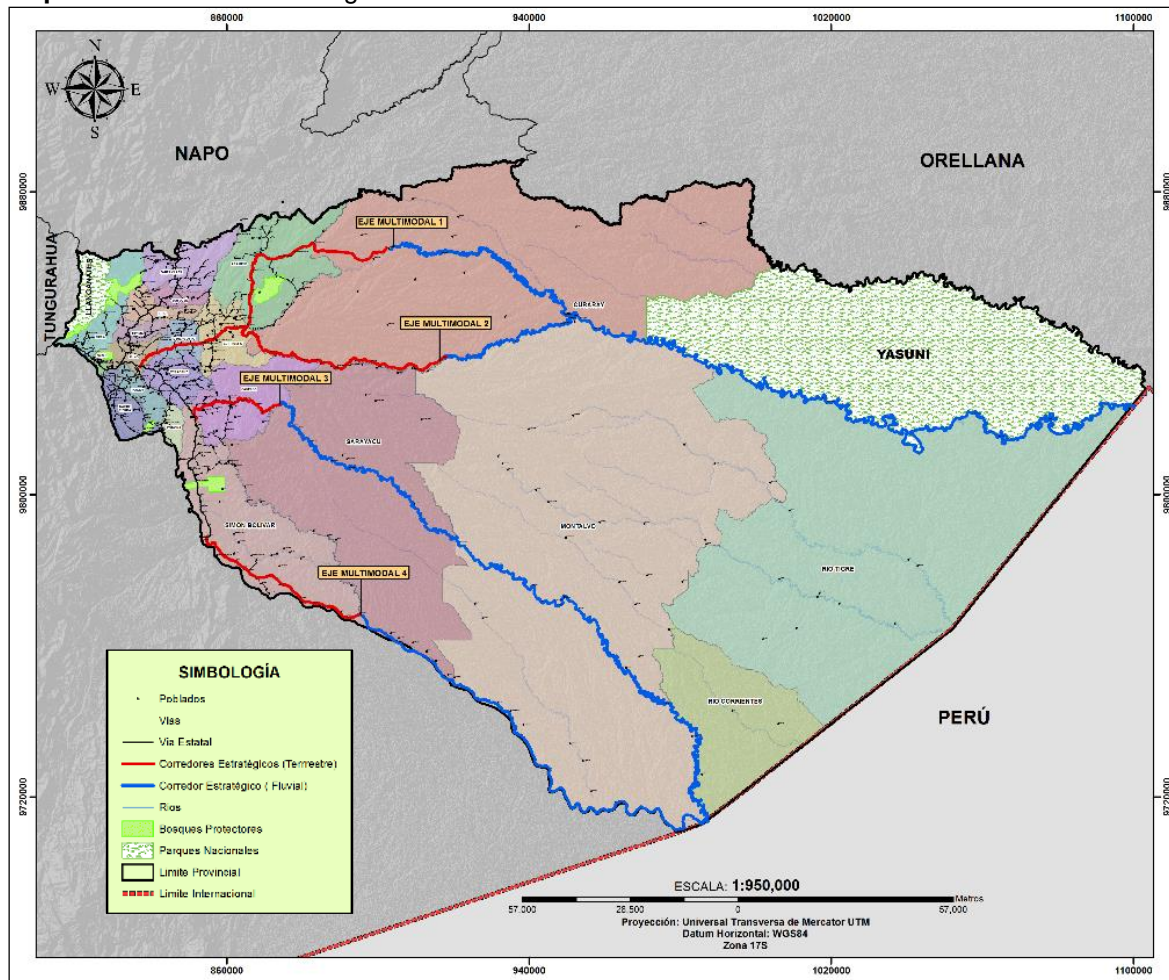 860000 940000 1020000 1100000
N
W E
S
NAPO
ORELLANA
9880000 9880000
TUNGURAHUA
LLANGANATES
EJE MULTIMODAL 1
CURARAY
EJE MULTIMODAL 2
YASUNI
EJE MULTIMODAL 3
SARAYACU
9800000 9800000
SIMON BOLIVAR
MONTALVO
RIO TIGRE
EJE MULTIMODAL 4
RIO CORRIENTES
PERÚ
9720000 9720000
SIMBOLOGÍA
Poblados
Vías
Vía Estatal
Corredores Estratégicos (Terrrestre)
Corredor Estratégico ( Fluvial)
Ríos
Bosques Protectores
Parques Nacionales
Limite Provincial
Limite Internacional
ESCALA: 1:950,000
57,000 28,500 0 57,000 Metros
Proyección: Universal Transversa de Mercator UTM
Datum Horizontal: WGS84
Zona 17S
860000 940000 1020000 1100000